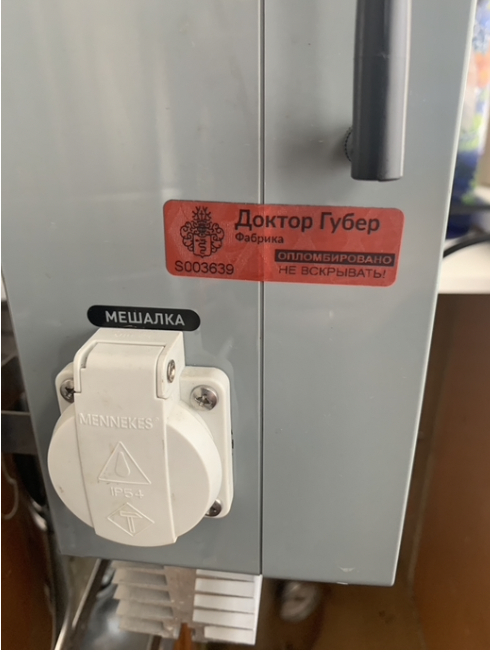 Доктор Губер
Фабрика
ОПЛОМБИРОВАНО
S003639 НЕ ВСКРЫВАТЬ!
МЕШАЛКА
MENNEKES
IP54